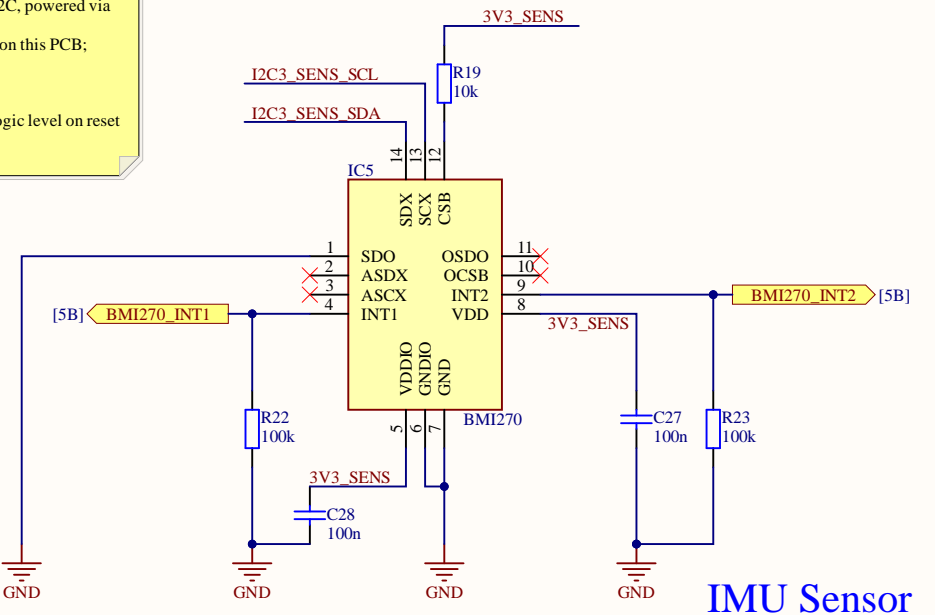 2C, powered via
on this PCB;
ogic level on reset
3V3_SENS
R19
10k
I2C3_SENS_SCL
I2C3_SENS_SDA
14
13
12
IC5
SDX
SCX
CSB
1
SDO
2
ASDX
3
ASCX
4
INT1
11
OSDO
10
OCSB
9
INT2
8
VDD
[5B]
BMI270_INT1
BMI270_INT2
[5B]
3V3_SENS
VDDIO
GNDIO
GND
5
6
7
BMI270
R22
100k
C27
100n
R23
100k
3V3_SENS
C28
100n
GND
GND
GND
GND
IMU Sensor